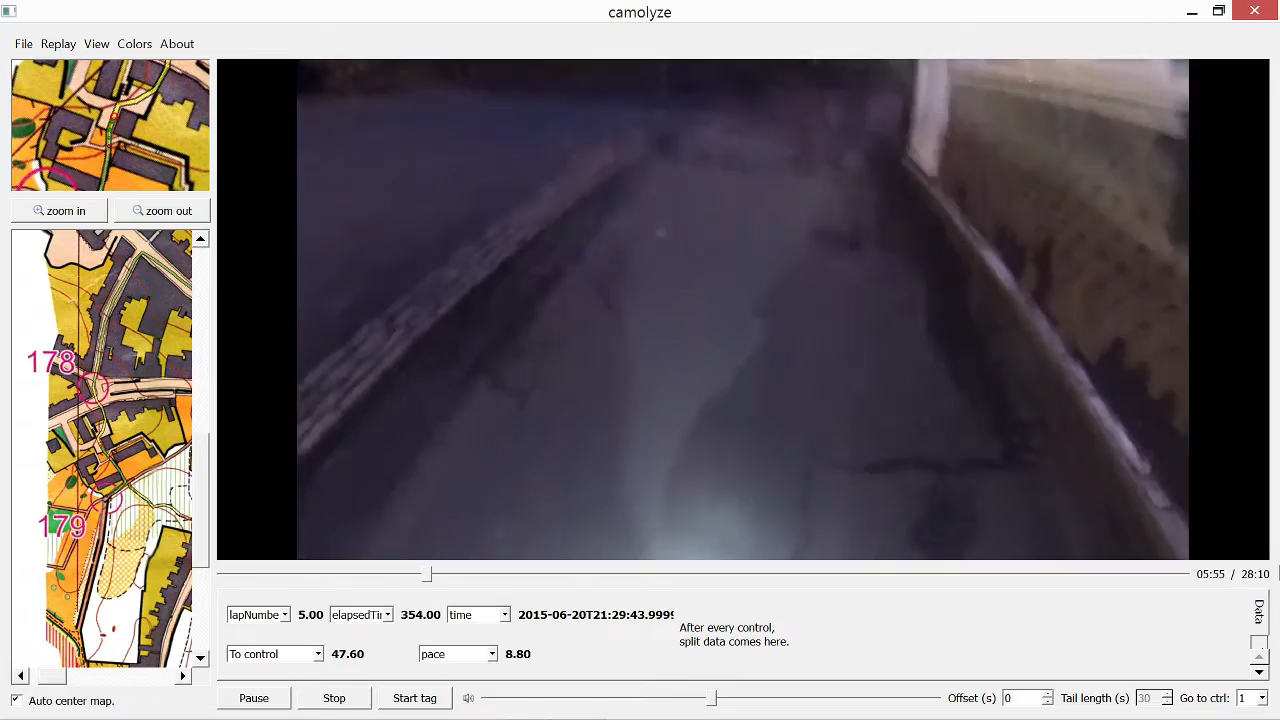 camolyze
File Replay View Colors About
zoom in zoom out
178
179
05:55 / 28:10
lapNumbe 5.00 elapsedTi 354.00 time 2015-06-20T21:29:43.999
After every control,
split data comes here.
To control 47.60 pace 8.80
Data
Pause Stop Start tag Offset (s) 0 Tail length (s) 30 Go to ctrl: 1
Auto center map.